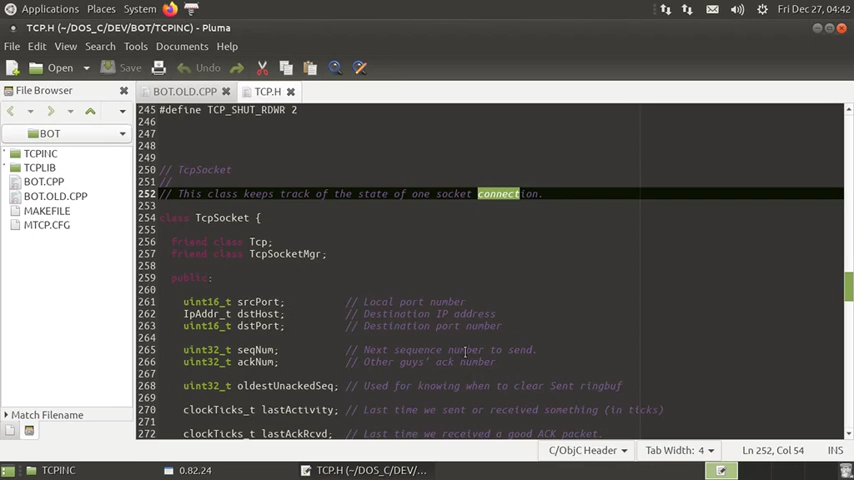 Applications Places System Fri Dec 27, 04:42
TCP.H (~/DOS_C/DEV/BOT/TCPINC) - Pluma
File Edit View Search Tools Documents Help
Open Save Undo
File Browser
BOT.OLD.CPP TCP.H
BOT
TCPINC
TCPLIB
BOT.CPP
BOT.OLD.CPP
MAKEFILE
MTCP.CFG
Match Filename
245 #define TCP_SHUT_RDWR 2
246
247
248
249
250 // TcpSocket
251 //
252 // This class keeps track of the state of one socket connection.
253
254 class TcpSocket {
255
256 friend class Tcp;
257 friend class TcpSocketMgr;
258
259 public:
260
261 uint16_t srcPort; // Local port number
262 IpAddr_t dstHost; // Destination IP address
263 uint16_t dstPort; // Destination port number
264
265 uint32_t seqNum; // Next sequence number to send.
266 uint32_t ackNum; // Other guys' ack number
267
268 uint32_t oldestUnackedSeq; // Used for knowing when to clear Sent ringbuf
269
270 clockTicks_t lastActivity; // Last time we sent or received something (in ticks)
271
272 clockTicks_t lastAckRcvd; // Last time we received a good ACK packet.
C/ObjC Header Tab Width: 4 Ln 252, Col 54 INS
TCPINC 0.82.24 TCP.H (~/DOS_C/DEV/...